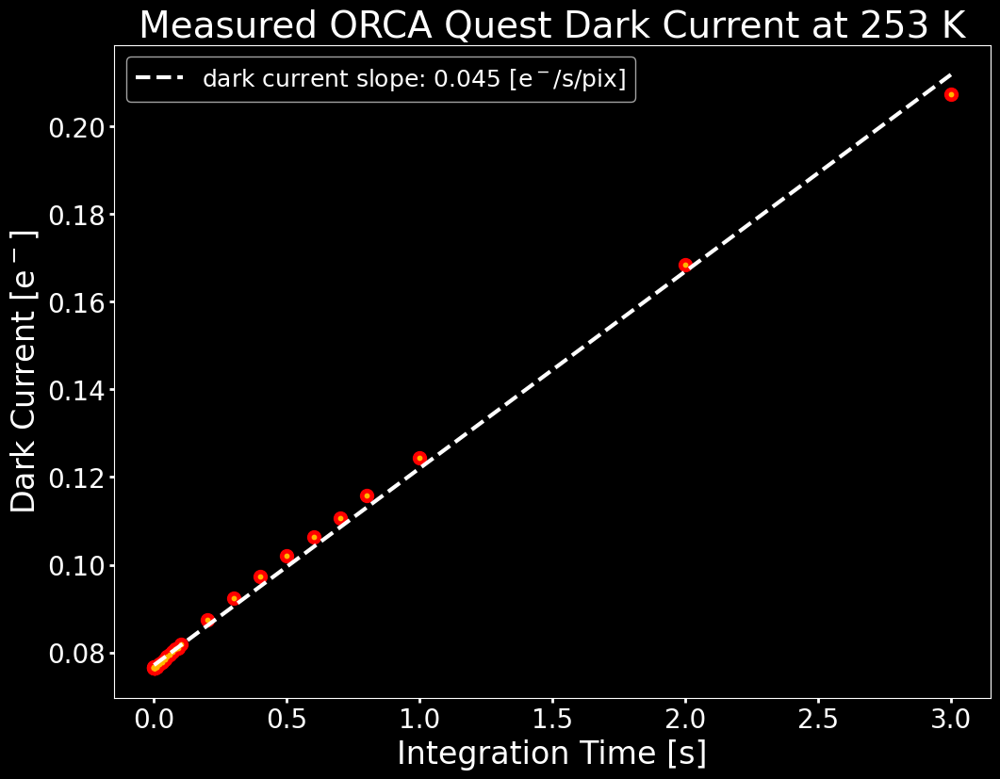 Measured ORCA Quest Dark Current at 253 K
dark current slope: 0.045 [e⁻/s/pix]
Dark Current [e⁻]
0.20
0.18
0.16
0.14
0.12
0.10
0.08
0.0 0.5 1.0 1.5 2.0 2.5 3.0
Integration Time [s]